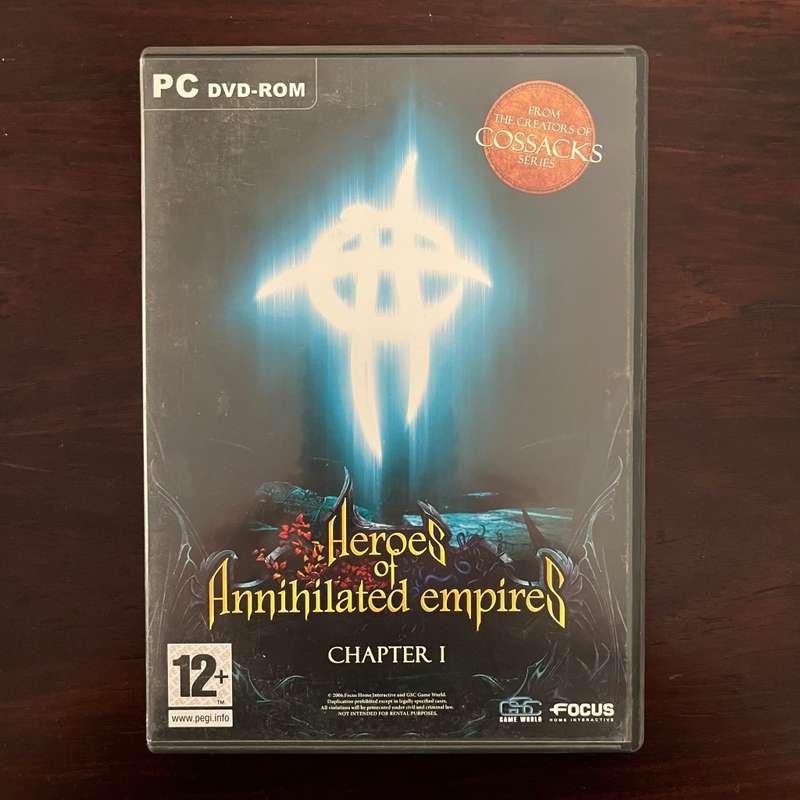 PC DVD-ROM
FROM
THE CREATORS OF
COSSACKS
SERIES
Heroes
of
Annihilated empires
CHAPTER I
12+
TM
www.pegi.info
© 2006 Focus Home Interactive and GSC Game World.
Duplication prohibited except in legally specified cases.
All violations will be prosecuted under civil and criminal law.
NOT INTENDED FOR RENTAL PURPOSES.
GSC
GAME WORLD
FOCUS
HOME INTERACTIVE